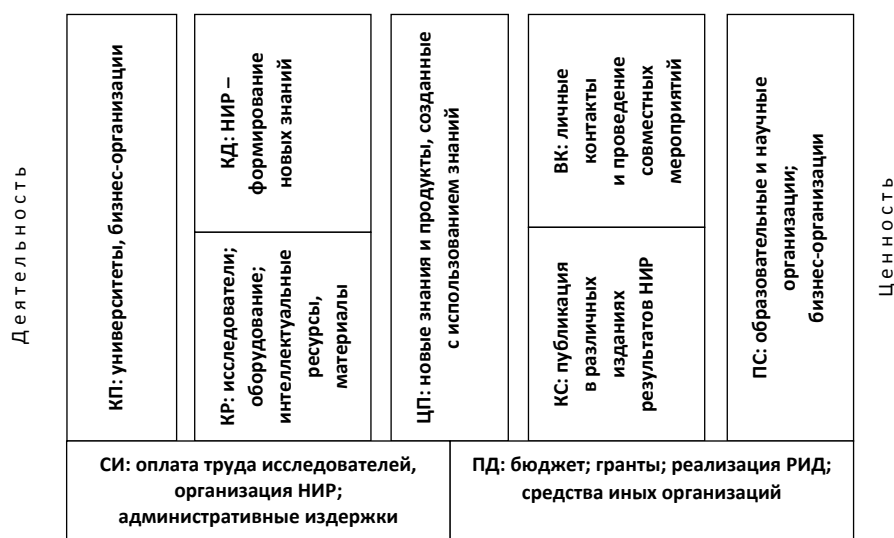 Деятельность
КП: университеты, бизнес-организации
КД: НИР –
формирование
новых знаний
КР: исследователи;
оборудование;
интеллектуальные
ресурсы,
материалы
ЦП: новые знания и продукты, созданные
с использованием знаний
ВК: личные
контакты
и проведение
совместных
мероприятий
КС: публикация
в различных
изданиях
результатов НИР
ПС: образовательные и научные
организации;
бизнес-организации
Ценность
СИ: оплата труда исследователей,
организация НИР;
административные издержки
ПД: бюджет; гранты; реализация РИД;
средства иных организаций